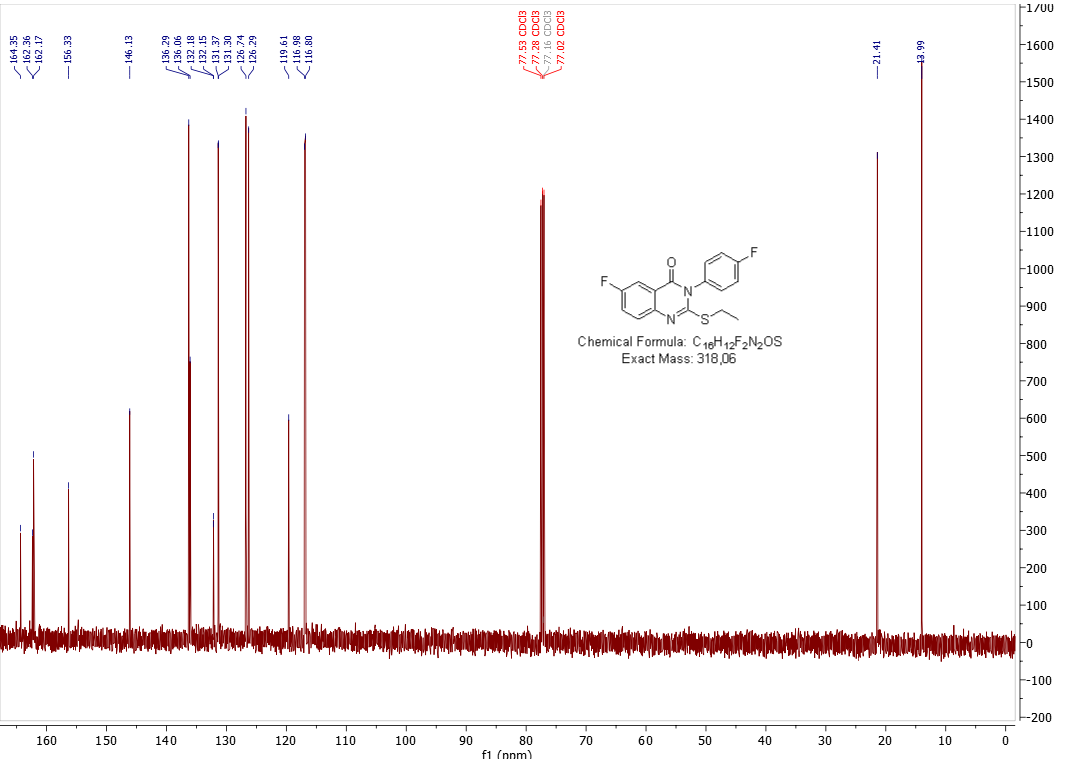 164.35
162.36
162.17
156.33
146.13
136.29
136.06
132.18
132.15
131.37
131.30
126.74
126.29
119.61
116.98
116.80
77.53 CDCl3
77.28 CDCl3
77.16 CDCl3
77.02 CDCl3
21.41
13.99
1700
1600
1500
1400
1300
1200
1100
1000
900
800
700
600
500
400
300
200
100
0
-100
-200
F
O
F
N
N
S
Chemical Formula: C16H12F2N2OS
Exact Mass: 318,06
160 150 140 130 120 110 100 90 80 70 60 50 40 30 20 10 0
f1 (ppm)